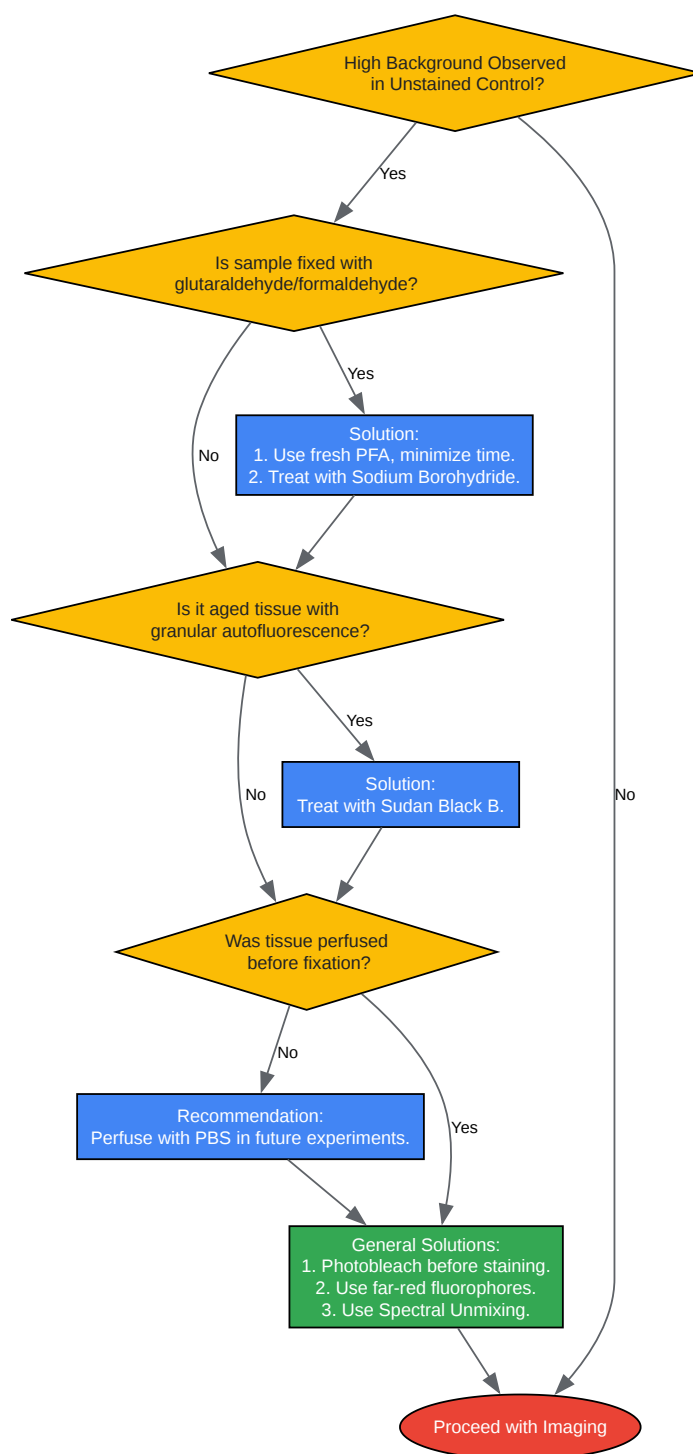 High Background Observed
in Unstained Control?
Yes
Is sample fixed with
glutaraldehyde/formaldehyde?
Yes
Solution:
1. Use fresh PFA, minimize time.
2. Treat with Sodium Borohydride.
No
Is it aged tissue with
granular autofluorescence?
Yes
Solution:
Treat with Sudan Black B.
No
No
Was tissue perfused
before fixation?
No
Recommendation:
Perfuse with PBS in future experiments.
Yes
General Solutions:
1. Photobleach before staining.
2. Use far-red fluorophores.
3. Use Spectral Unmixing.
Proceed with Imaging